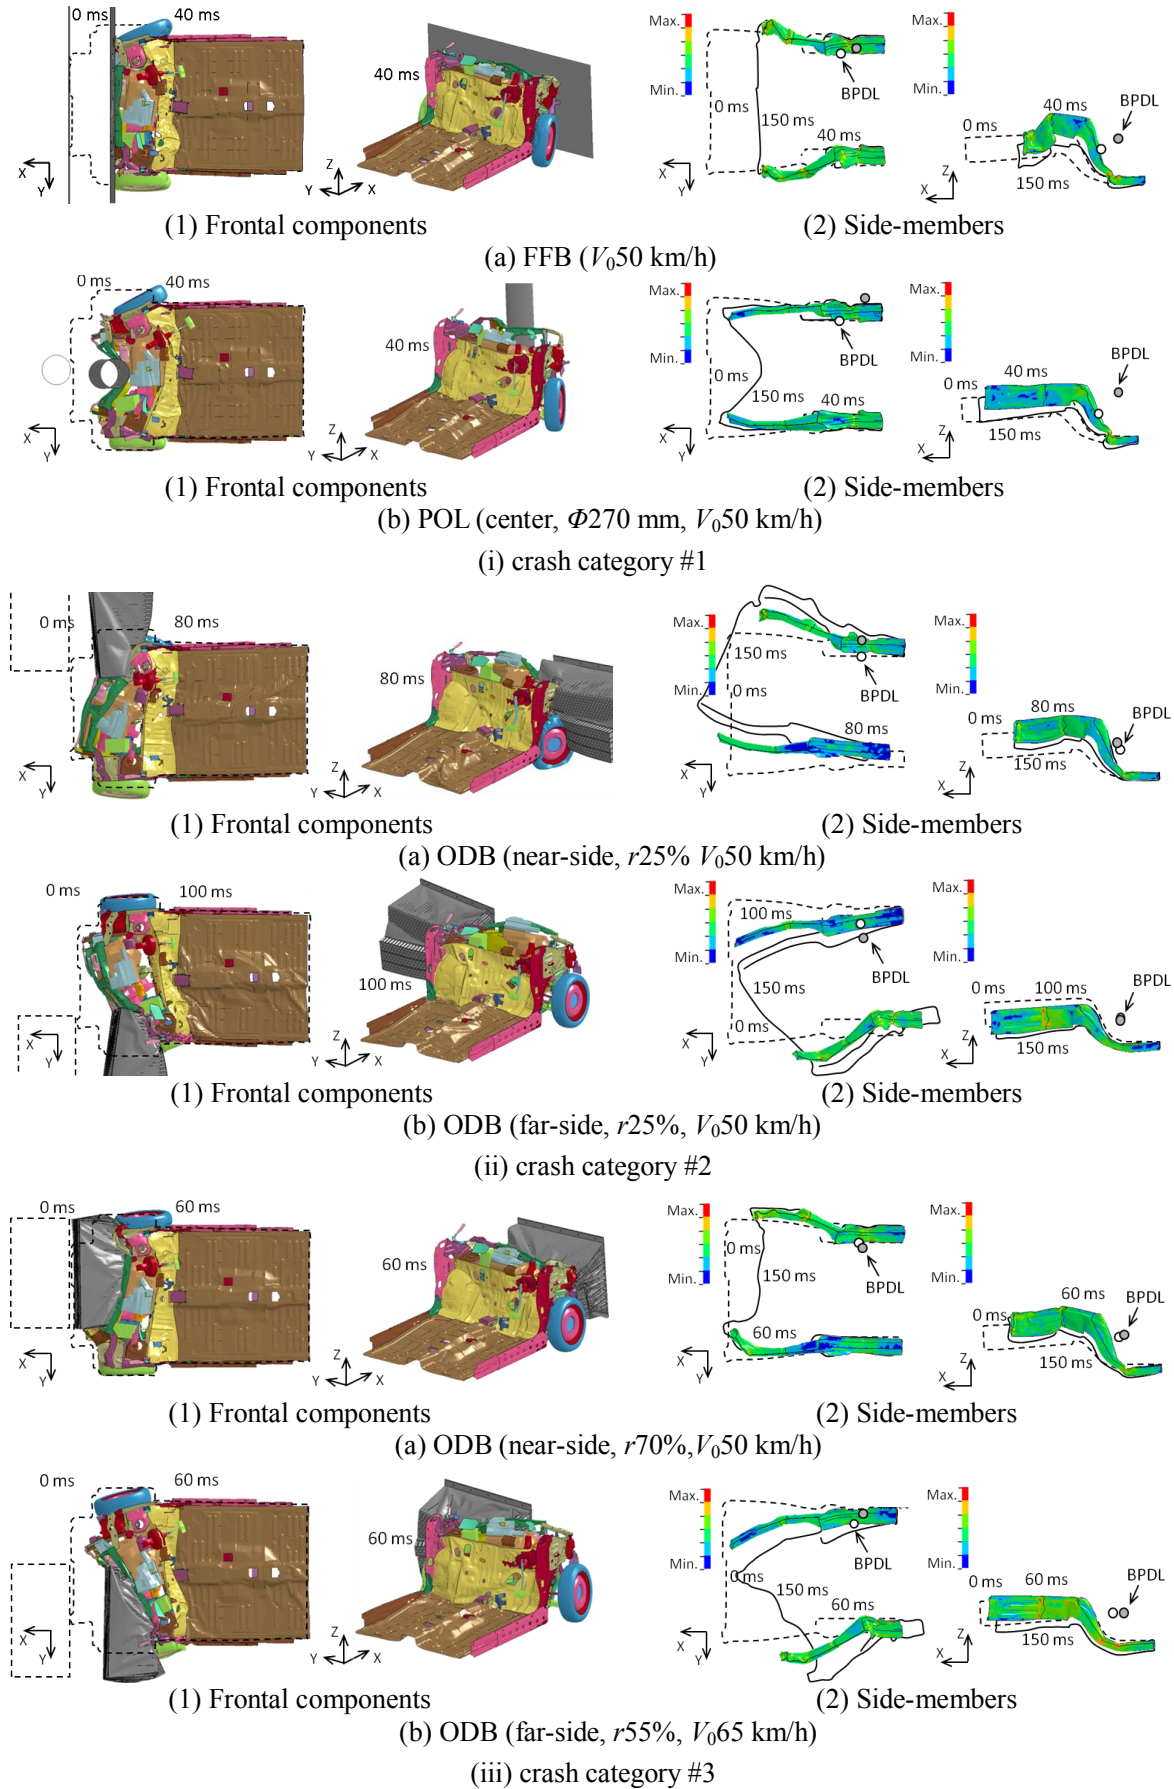 0 ms 40 ms
X
Y
40 ms
Z
Y X
Max.
Min.
BPDL
0 ms
150 ms
40 ms
X
Y
Max.
Min.
40 ms
0 ms
BPDL
150 ms
Z
X
(1) Frontal components (2) Side-members
(a) FFB (V₀50 km/h)
0 ms 40 ms
X
Y
40 ms
Z
Y X
Max.
Min.
BPDL
0 ms
150 ms 40 ms
X
Y
Max.
Min.
40 ms
0 ms
BPDL
150 ms
Z
X
(1) Frontal components (2) Side-members
(b) POL (center, Φ270 mm, V₀50 km/h)
(i) crash category #1
0 ms 80 ms
X
Y
80 ms
Z
Y X
Max.
Min.
150 ms
BPDL
0 ms
80 ms
X
Y
Max.
Min.
80 ms
0 ms
BPDL
150 ms
Z
X
(1) Frontal components (2) Side-members
(a) ODB (near-side, r25% V₀50 km/h)
0 ms 100 ms
X
Y
100 ms
Z
Y X
Max.
Min.
100 ms
BPDL
150 ms
0 ms
X
Y
Max.
Min.
0 ms 100 ms
BPDL
150 ms
Z
X
(1) Frontal components (2) Side-members
(b) ODB (far-side, r25%, V₀50 km/h)
(ii) crash category #2
0 ms 60 ms
X
Y
60 ms
Z
Y X
Max.
Min.
0 ms
BPDL
150 ms
60 ms
X
Y
Max.
Min.
60 ms
0 ms
BPDL
150 ms
Z
X
(1) Frontal components (2) Side-members
(a) ODB (near-side, r70%,V₀50 km/h)
0 ms 60 ms
X
Y
60 ms
Z
Y X
Max.
Min.
BPDL
0 ms
150 ms
60 ms
X
Y
Max.
Min.
0 ms 60 ms
BPDL
150 ms
Z
X
(1) Frontal components (2) Side-members
(b) ODB (far-side, r55%, V₀65 km/h)
(iii) crash category #3